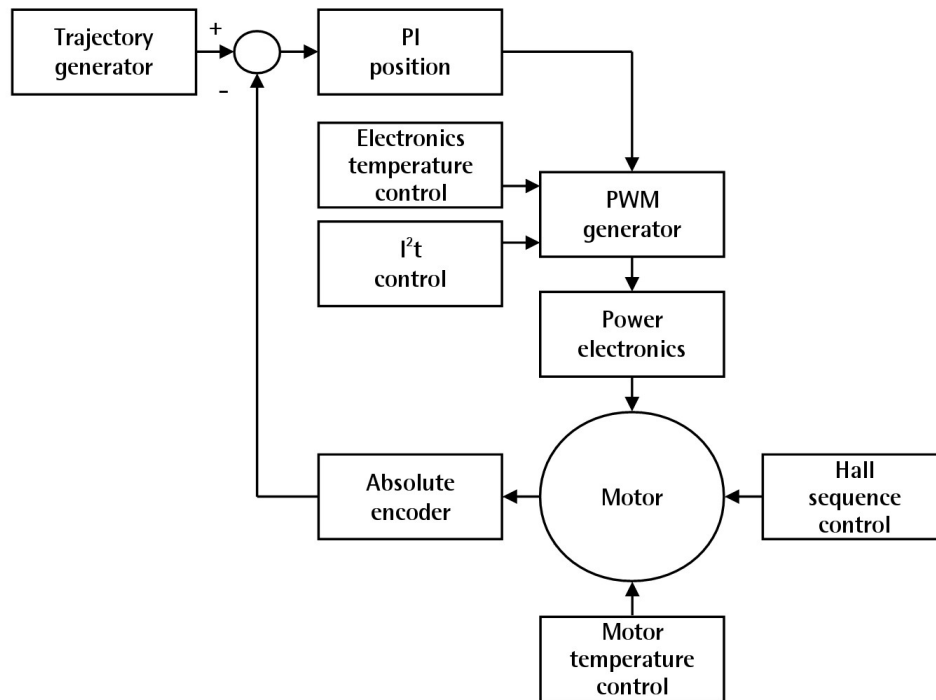 Trajectory
generator
+
-
PI
position
Electronics
temperature
control
I²t
control
PWM
generator
Power
electronics
Absolute
encoder
Motor
Hall
sequence
control
Motor
temperature
control